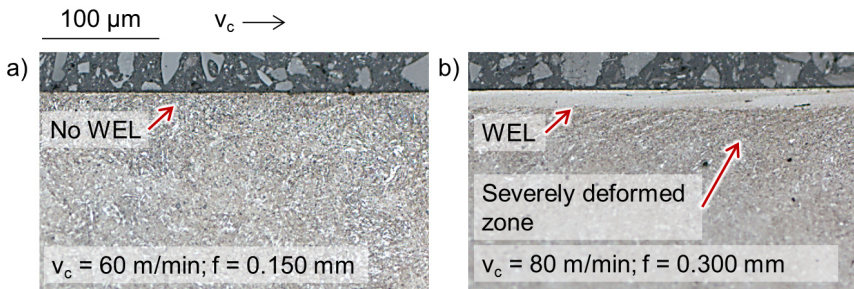 100 µm
v_c
a)
No WEL
v_c = 60 m/min; f = 0.150 mm
b)
WEL
Severely deformed
zone
v_c = 80 m/min; f = 0.300 mm